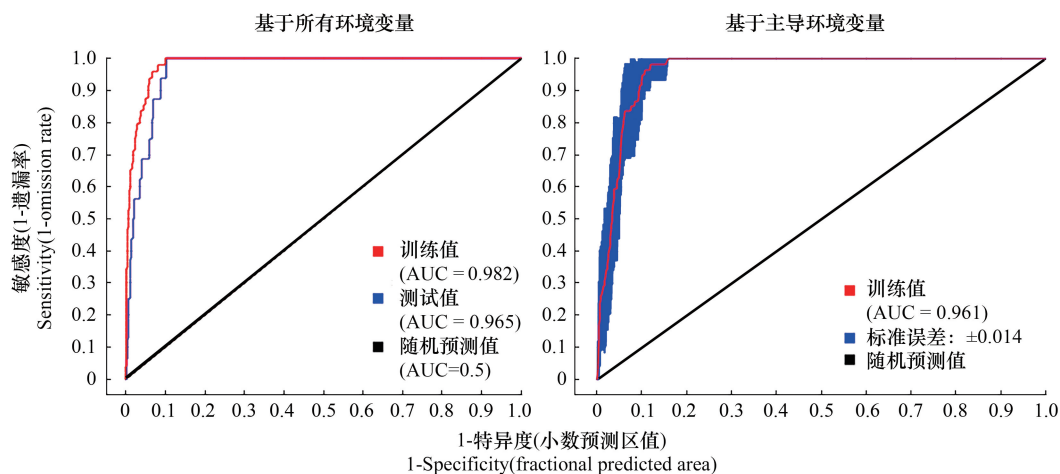 基于所有环境变量
基于主导环境变量
敏感度(1-遗漏率)
Sensitivity(1-omission rate)
1.0
0.9
0.8
0.7
0.6
0.5
0.4
0.3
0.2
0.1
0
训练值
(AUC = 0.982)
测试值
(AUC = 0.965)
随机预测值
(AUC=0.5)
0 0.1 0.2 0.3 0.4 0.5 0.6 0.7 0.8 0.9 1.0
1.0
0.9
0.8
0.7
0.6
0.5
0.4
0.3
0.2
0.1
0
训练值
(AUC = 0.961)
标准误差：±0.014
随机预测值
0 0.1 0.2 0.3 0.4 0.5 0.6 0.7 0.8 0.9 1.0
1-特异度(小数预测区值)
1-Specificity(fractional predicted area)